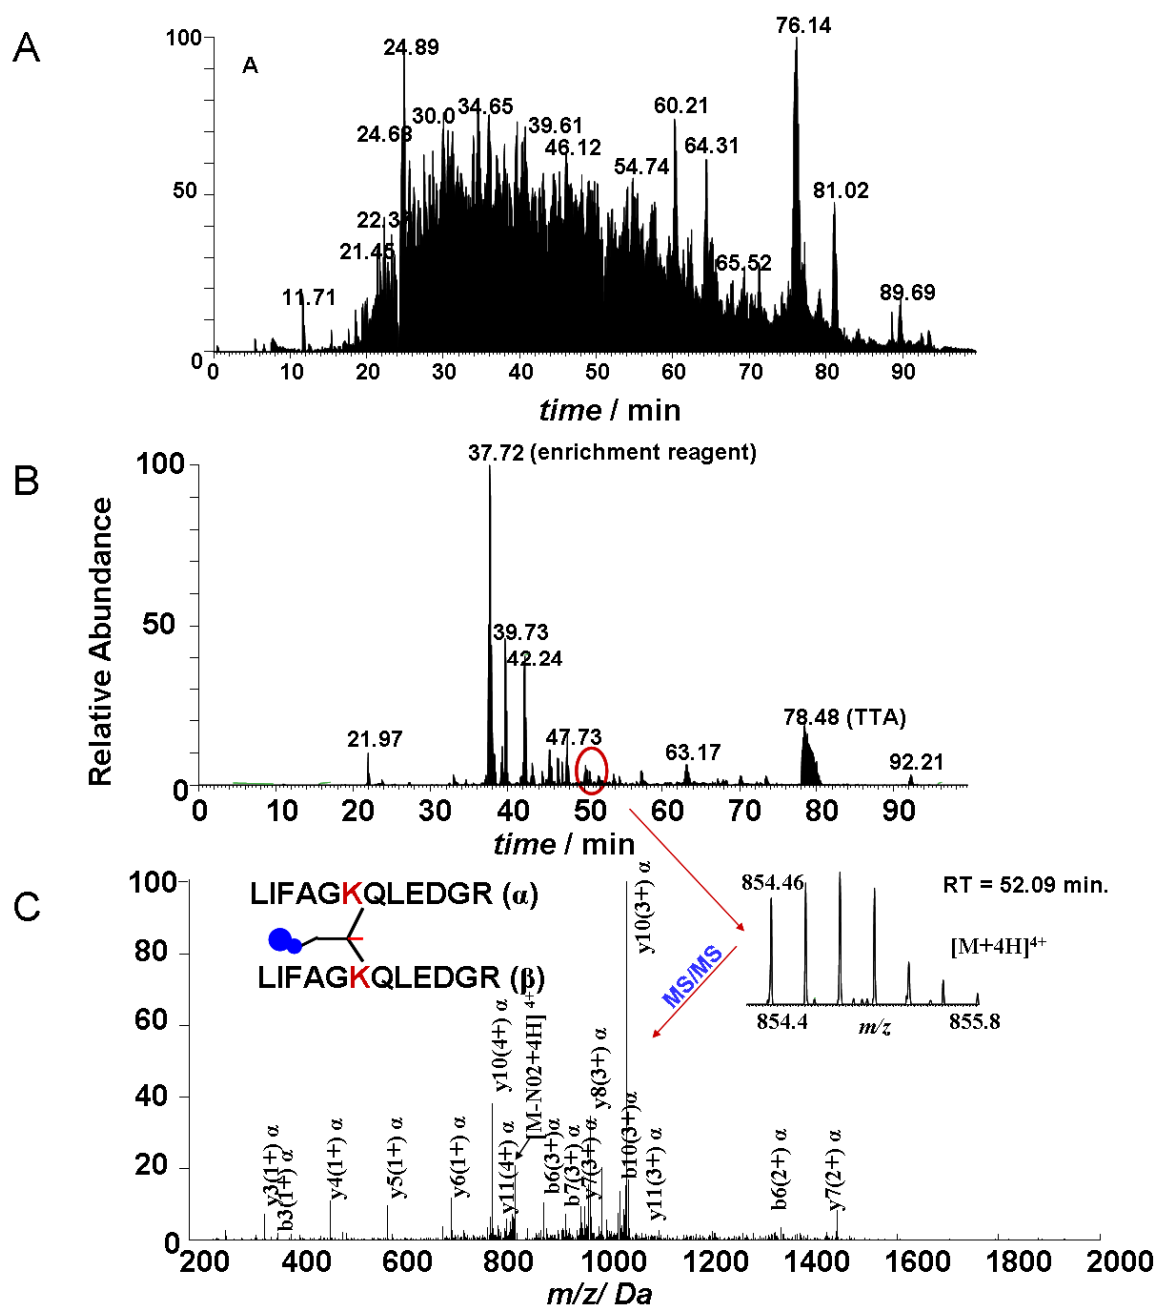 A
A
100
50
0
24.89
76.14
30.0
34.65
24.68
39.61
46.12
60.21
64.31
54.74
81.02
22.3
21.45
65.52
11.71
89.69
0 10 20 30 40 50 60 70 80 90
time / min
B
Relative Abundance
100
50
0
37.72 (enrichment reagent)
39.73
42.24
21.97
47.73
63.17
78.48 (TTA)
92.21
0 10 20 30 40 50 60 70 80 90
time / min
C
100
80
60
40
20
0
LIFAGKQLEDGR (α)
LIFAGKQLEDGR (β)
MS/MS
854.46
RT = 52.09 min.
[M+4H]4+
854.4
m/z
855.8
y3(1+) α
b3(1+) α
y4(1+) α
y5(1+) α
y6(1+) α
y10(4+) α
y11(4+) α
[M-N02+4H] 4+
b6(3+)α
b7(3+) α
y7(3+) α
y8(3+) α
y10(3+) α
b10(3+)α
y11(3+) α
b6(2+) α
y7(2+) α
200 400 600 800 1000 1200 1400 1600 1800 2000
m/z/ Da